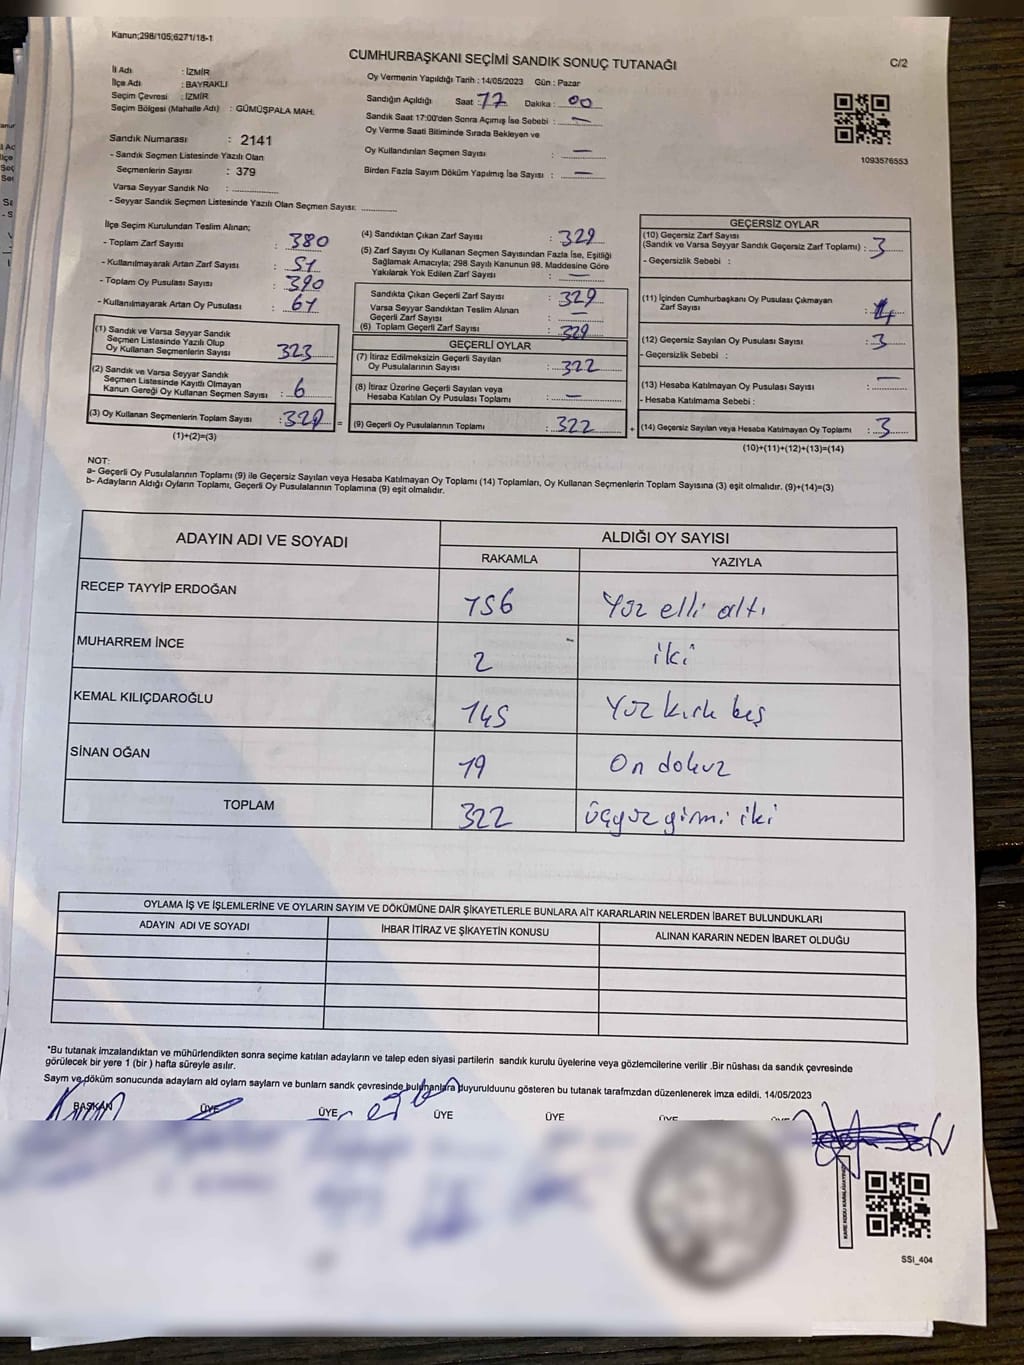 Kanun;298/105;6271/18-1
CUMHURBAŞKANI SEÇİMİ SANDIK SONUÇ TUTANAĞI
C/2
İl Adı : İZMİR
İlçe Adı : BAYRAKLI
Seçim Çevresi : İZMİR
Seçim Bölgesi (Mahalle Adı) : GÜMÜŞPALA MAH.
Sandık Numarası : 2141
- Sandık Seçmen Listesinde Yazılı Olan
Seçmenlerin Sayısı : 379
Varsa Seyyar Sandık No :
- Seyyar Sandık Seçmen Listesinde Yazılı Olan Seçmen Sayısı:
Oy Vermenin Yapıldığı Tarih : 14/05/2023 Gün : Pazar
Sandığın Açıldığı Saat : 17 Dakika : 00
Sandık Saat 17:00'den Sonra Açımış İse Sebebi : —
Oy Verme Saati Bitiminde Sırada Bekleyen ve
Oy Kullandırılan Seçmen Sayısı : —
Birden Fazla Sayım Döküm Yapılmış İse Sayısı : —
1093576553
İlçe Seçim Kurulundan Teslim Alınan;
- Toplam Zarf Sayısı : 380
- Kullanılmayarak Artan Zarf Sayısı : 51
- Toplam Oy Pusulası Sayısı : 390
- Kullanılmayarak Artan Oy Pusulası : 61
(1) Sandık ve Varsa Seyyar Sandık
Seçmen Listesinde Yazılı Olup
Oy Kullanan Seçmenlerin Sayısı : 323
(2) Sandık ve Varsa Seyyar Sandık
Seçmen Listesinde Kayıtlı Olmayan
Kanun Gereği Oy Kullanan Seçmen Sayısı : 6
(3) Oy Kullanan Seçmenlerin Toplam Sayısı : 329 =
(1)+(2)=(3)
(4) Sandıktan Çıkan Zarf Sayısı : 329
(5) Zarf Sayısı Oy Kullanan Seçmen Sayısından Fazla İse, Eşitliği
Sağlamak Amacıyla; 298 Sayılı Kanunun 98. Maddesine Göre
Yakılarak Yok Edilen Zarf Sayısı : —
Sandıkta Çıkan Geçerli Zarf Sayısı : 329
Varsa Seyyar Sandıktan Teslim Alınan
Geçerli Zarf Sayısı : —
(6) Toplam Geçerli Zarf Sayısı : 329
GEÇERLİ OYLAR
(7) İtiraz Edilmeksizin Geçerli Sayılan
Oy Pusulalarının Sayısı : 322
(8) İtiraz Üzerine Geçerli Sayılan veya
Hesaba Katılan Oy Pusulası Toplamı : —
(9) Geçerli Oy Pusulalarının Toplamı : 322 +
GEÇERSİZ OYLAR
(10) Geçersiz Zarf Sayısı
(Sandık ve Varsa Seyyar Sandık Geçersiz Zarf Toplamı) : 3
- Geçersizlik Sebebi :
(11) İçinden Cumhurbaşkanı Oy Pusulası Çıkmayan
Zarf Sayısı :
(12) Geçersiz Sayılan Oy Pusulası Sayısı : 3
- Geçersizlik Sebebi :
(13) Hesaba Katılmayan Oy Pusulası Sayısı : —
- Hesaba Katılmama Sebebi :
(14) Geçersiz Sayılan veya Hesaba Katılmayan Oy Toplamı : 3
(10)+(11)+(12)+(13)=(14)
NOT:
a- Geçerli Oy Pusulalarının Toplamı (9) ile Geçersiz Sayılan veya Hesaba Katılmayan Oy Toplamı (14) Toplamları, Oy Kullanan Seçmenlerin Toplam Sayısına (3) eşit olmalıdır. (9)+(14)=(3)
b- Adayların Aldığı Oyların Toplamı, Geçerli Oy Pusulalarının Toplamına (9) eşit olmalıdır.
ADAYIN ADI VE SOYADI ALDIĞI OY SAYISI
RAKAMLA YAZIYLA
RECEP TAYYİP ERDOĞAN 156 Yüz elli altı
MUHARREM İNCE 2 iki
KEMAL KILIÇDAROĞLU 145 Yüz kırk beş
SİNAN OĞAN 19 On dokuz
TOPLAM 322 üçyüz yirmi iki
OYLAMA İŞ VE İŞLEMLERİNE VE OYLARIN SAYIM VE DÖKÜMÜNE DAİR ŞİKAYETLERLE BUNLARA AİT KARARLARIN NELERDEN İBARET BULUNDUKLARI
ADAYIN ADI VE SOYADI İHBAR İTİRAZ VE ŞİKAYETİN KONUSU ALINAN KARARIN NEDEN İBARET OLDUĞU
*Bu tutanak imzalandıktan ve mühürlendikten sonra seçime katılan adayların ve talep eden siyasi partilerin sandık kurulu üyelerine veya gözlemcilerine verilir .Bir nüshası da sandık çevresinde
görülecek bir yere 1 (bir ) hafta süreyle asılır.
Saym ve döküm sonucunda adaylarn ald oylarn saylarn ve bunlarn sandk çevresinde bulunanlara duyurulduunu gösteren bu tutanak tarafmzdan düzenlenerek imza edildi. 14/05/2023
BAŞKAN ÜYE ÜYE ÜYE ÜYE
SSI_404